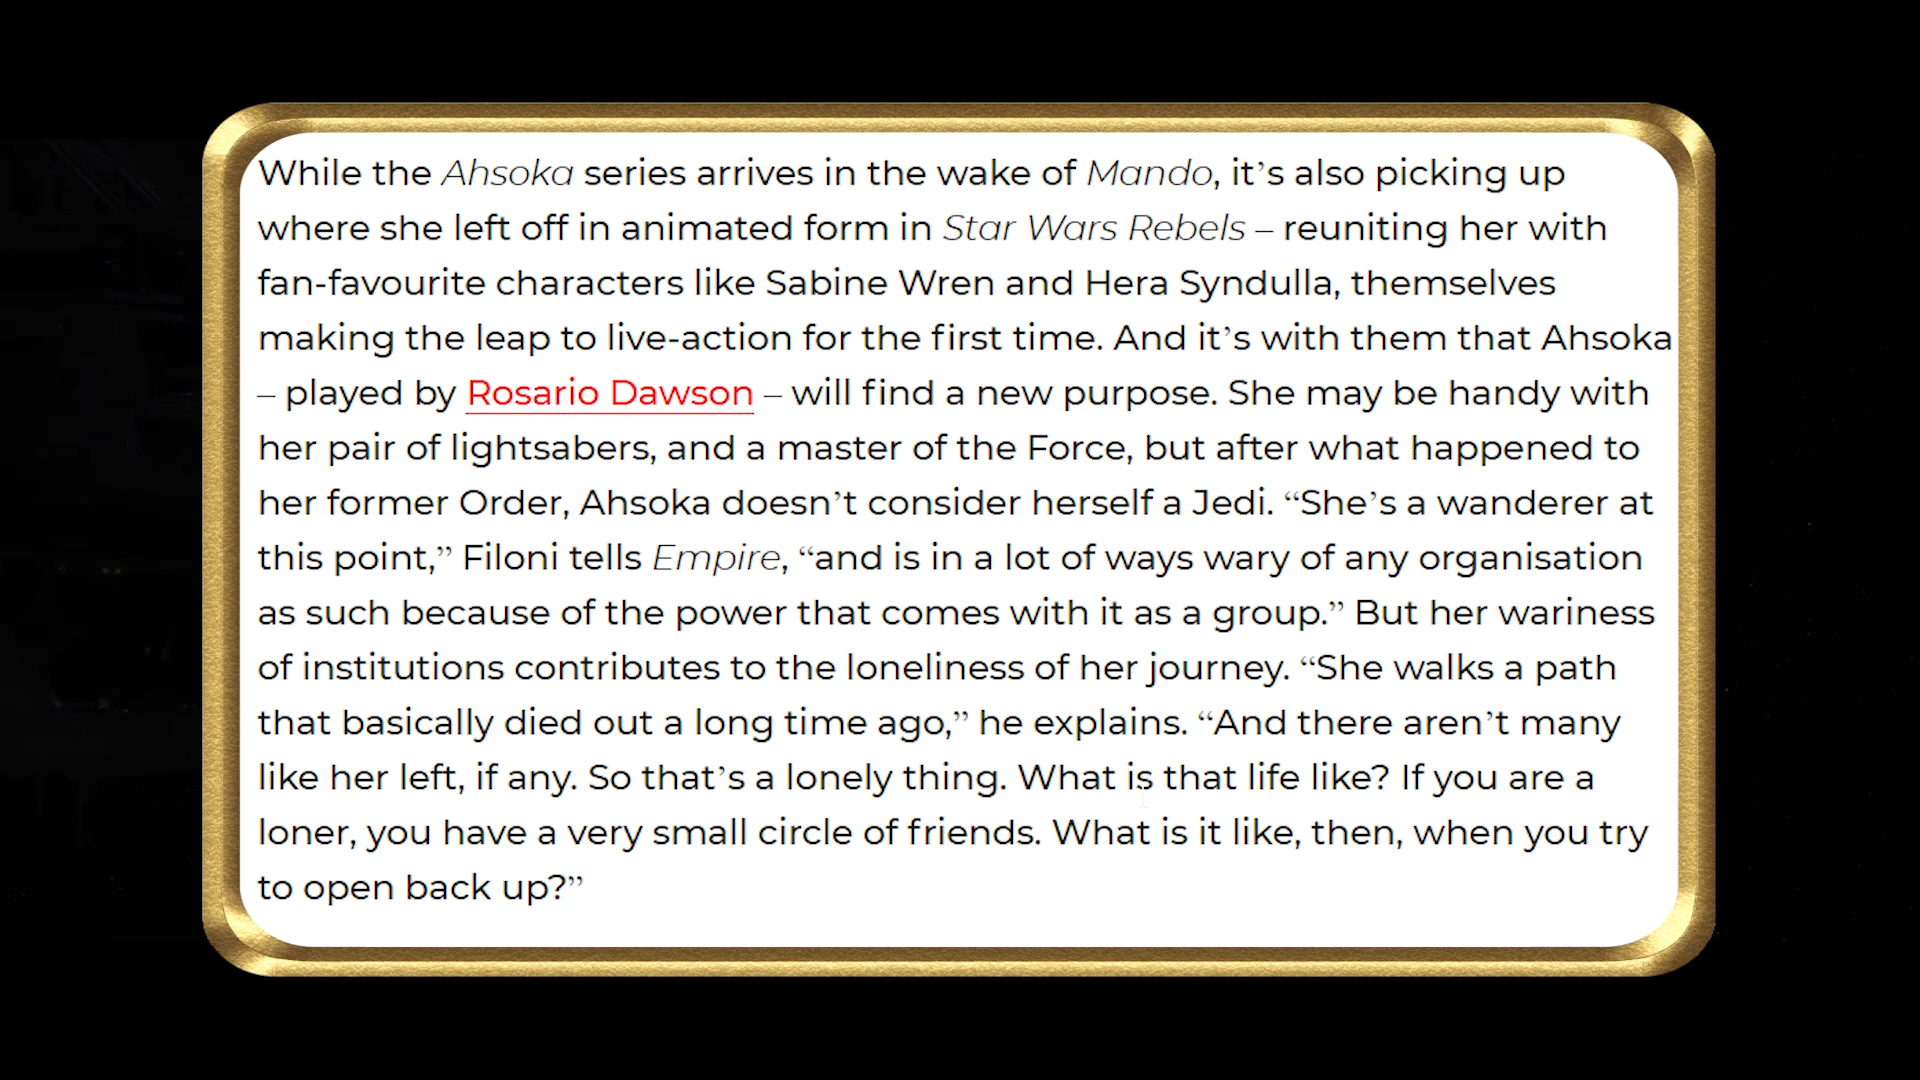 While the Ahsoka series arrives in the wake of Mando, it’s also picking up
where she left off in animated form in Star Wars Rebels – reuniting her with
fan-favourite characters like Sabine Wren and Hera Syndulla, themselves
making the leap to live-action for the first time. And it’s with them that Ahsoka
– played by Rosario Dawson – will find a new purpose. She may be handy with
her pair of lightsabers, and a master of the Force, but after what happened to
her former Order, Ahsoka doesn’t consider herself a Jedi. “She’s a wanderer at
this point,” Filoni tells Empire, “and is in a lot of ways wary of any organisation
as such because of the power that comes with it as a group.” But her wariness
of institutions contributes to the loneliness of her journey. “She walks a path
that basically died out a long time ago,” he explains. “And there aren’t many
like her left, if any. So that’s a lonely thing. What is that life like? If you are a
loner, you have a very small circle of friends. What is it like, then, when you try
to open back up?”